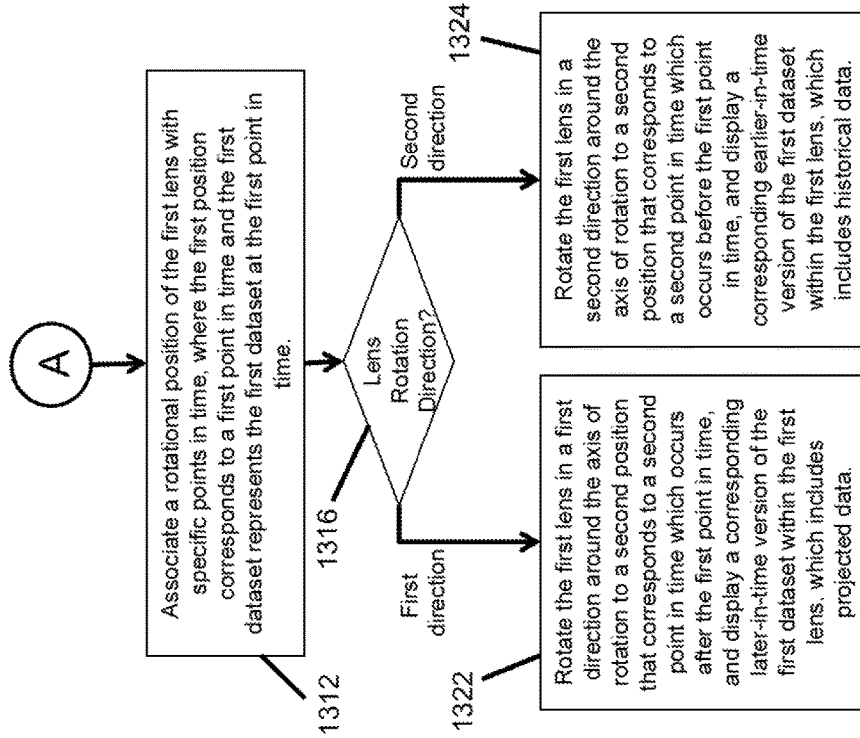 A
Associate a rotational position of the first lens with
specific points in time, where the first position
corresponds to a first point in time and the first
dataset represents the first dataset at the first point in
time.
1312
Lens
Rotation
Direction?
1316
First
direction
Second
direction
Rotate the first lens in a first
direction around the axis of
rotation to a second position
that corresponds to a second
point in time which occurs
after the first point in time,
and display a corresponding
later-in-time version of the
first dataset within the first
lens, which includes
projected data.
1322
Rotate the first lens in a
second direction around the
axis of rotation to a second
position that corresponds to
a second point in time which
occurs before the first point
in time, and display a
corresponding earlier-in-time
version of the first dataset
within the first lens, which
includes historical data.
1324